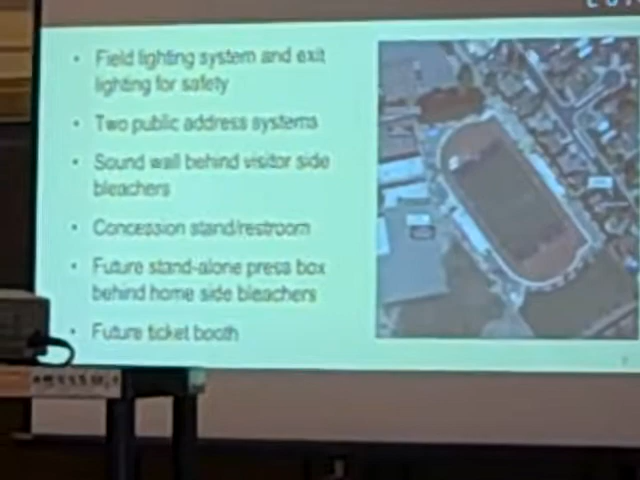 • Field lighting system and exit
lighting for safety
• Two public address systems
• Sound wall behind visitor side
bleachers
• Concession stand/restroom
• Future stand-alone press box
behind home side bleachers
• Future ticket booth